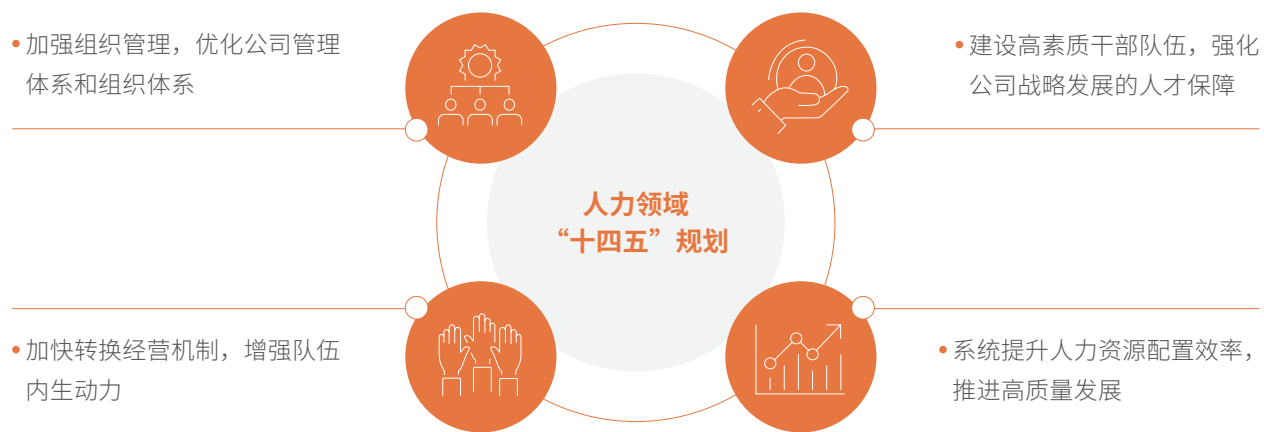 • 加强组织管理，优化公司管理
体系和组织体系
• 建设高素质干部队伍，强化
公司战略发展的人才保障
人力领域
“十四五”规划
• 加快转换经营机制，增强队伍
内生动力
• 系统提升人力资源配置效率，
推进高质量发展